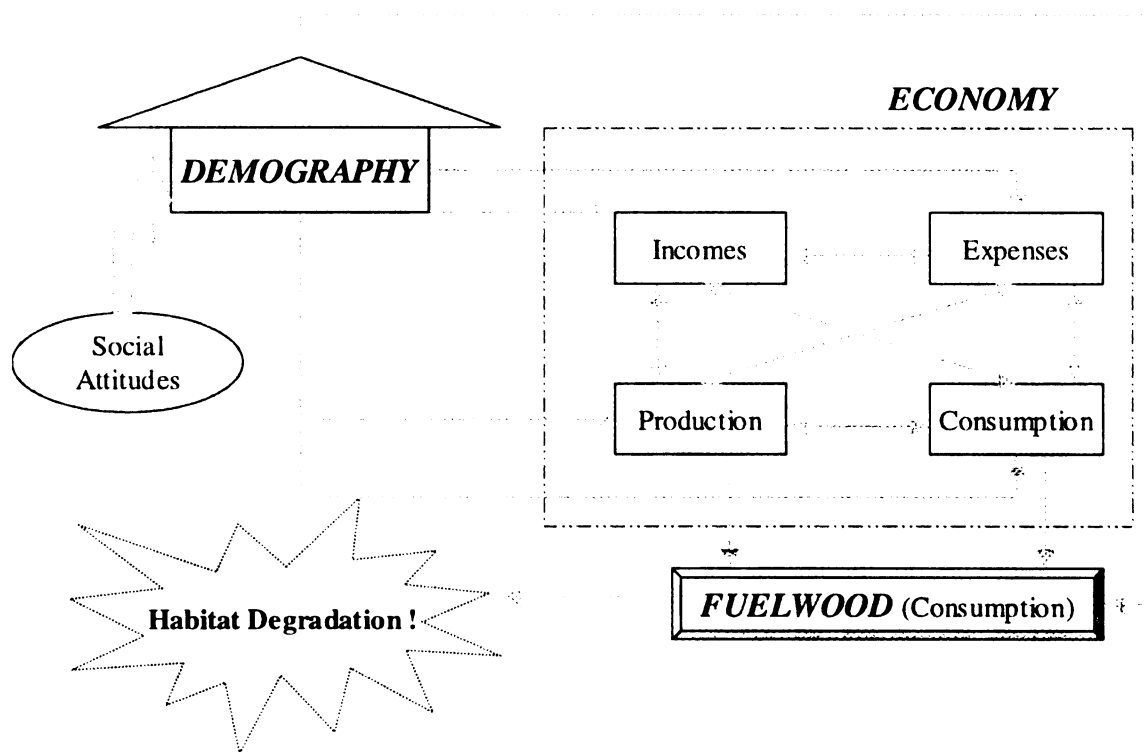 ECONOMY
DEMOGRAPHY
Incomes
Expenses
Social
Attitudes
Production
Consumption
Habitat Degradation !
FUELWOOD (Consumption)